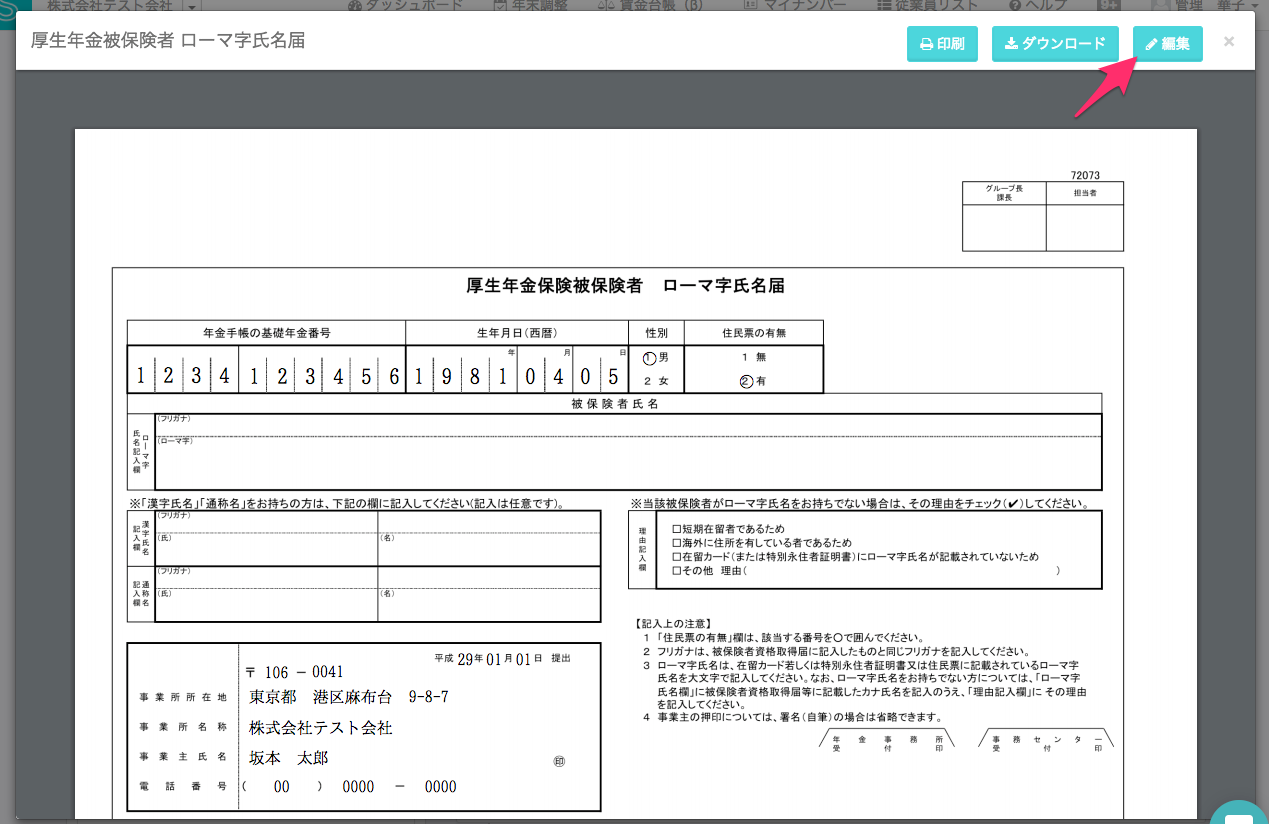 株式会社テスト会社 ダッシュボード 年末調整 賃金台帳 (β) マイナンバー 従業員リスト ヘルプ 9+ 管理 華子
厚生年金被保険者 ローマ字氏名届 印刷 ダウンロード 編集 ×
72073
グループ長
課長 担当者
厚生年金保険被保険者 ローマ字氏名届
年金手帳の基礎年金番号 生年月日(西暦) 性別 住民票の有無
年 月 日
1 2 3 4 1 2 3 4 5 6 1 9 8 1 0 4 0 5
1 男 1 無
2 女 2 有
被保険者氏名
ローマ字氏名記入欄
(フリガナ)
(ローマ字)
※「漢字氏名」「通称名」をお持ちの方は、下記の欄に記入してください(記入は任意です)。
漢字氏名記入欄
(フリガナ)
(氏) (名)
通称名記入欄
(フリガナ)
(氏) (名)
※当該被保険者がローマ字氏名をお持ちでない場合は、その理由をチェック(✔)してください。
理由記入欄
□短期在留者であるため
□海外に住所を有している者であるため
□在留カード(または特別永住者証明書)にローマ字氏名が記載されていないため
□その他 理由( )
平成 29年 01月 01日 提出
〒 106 - 0041
事業所所在地 東京都 港区麻布台 9-8-7
事業所名称 株式会社テスト会社
事業主氏名 坂本 太郎 ㊞
電話番号 ( 00 ) 0000 - 0000
【記入上の注意】
1 「住民票の有無」欄は、該当する番号を〇で囲んでください。
2 フリガナは、被保険者資格取得届に記入したものと同じフリガナを記入してください。
3 ローマ字氏名は、在留カード若しくは特別永住者証明書又は住民票に記載されているローマ字
氏名を大文字で記入してください。なお、ローマ字氏名をお持ちでない方については、「ローマ字
氏名欄」に被保険者資格取得届等に記載したカナ氏名を記入のうえ、「理由記入欄」に その理由
を記入してください。
4 事業主の押印については、署名(自筆)の場合は省略できます。
年金事務所
受付印
事務センター
受付印